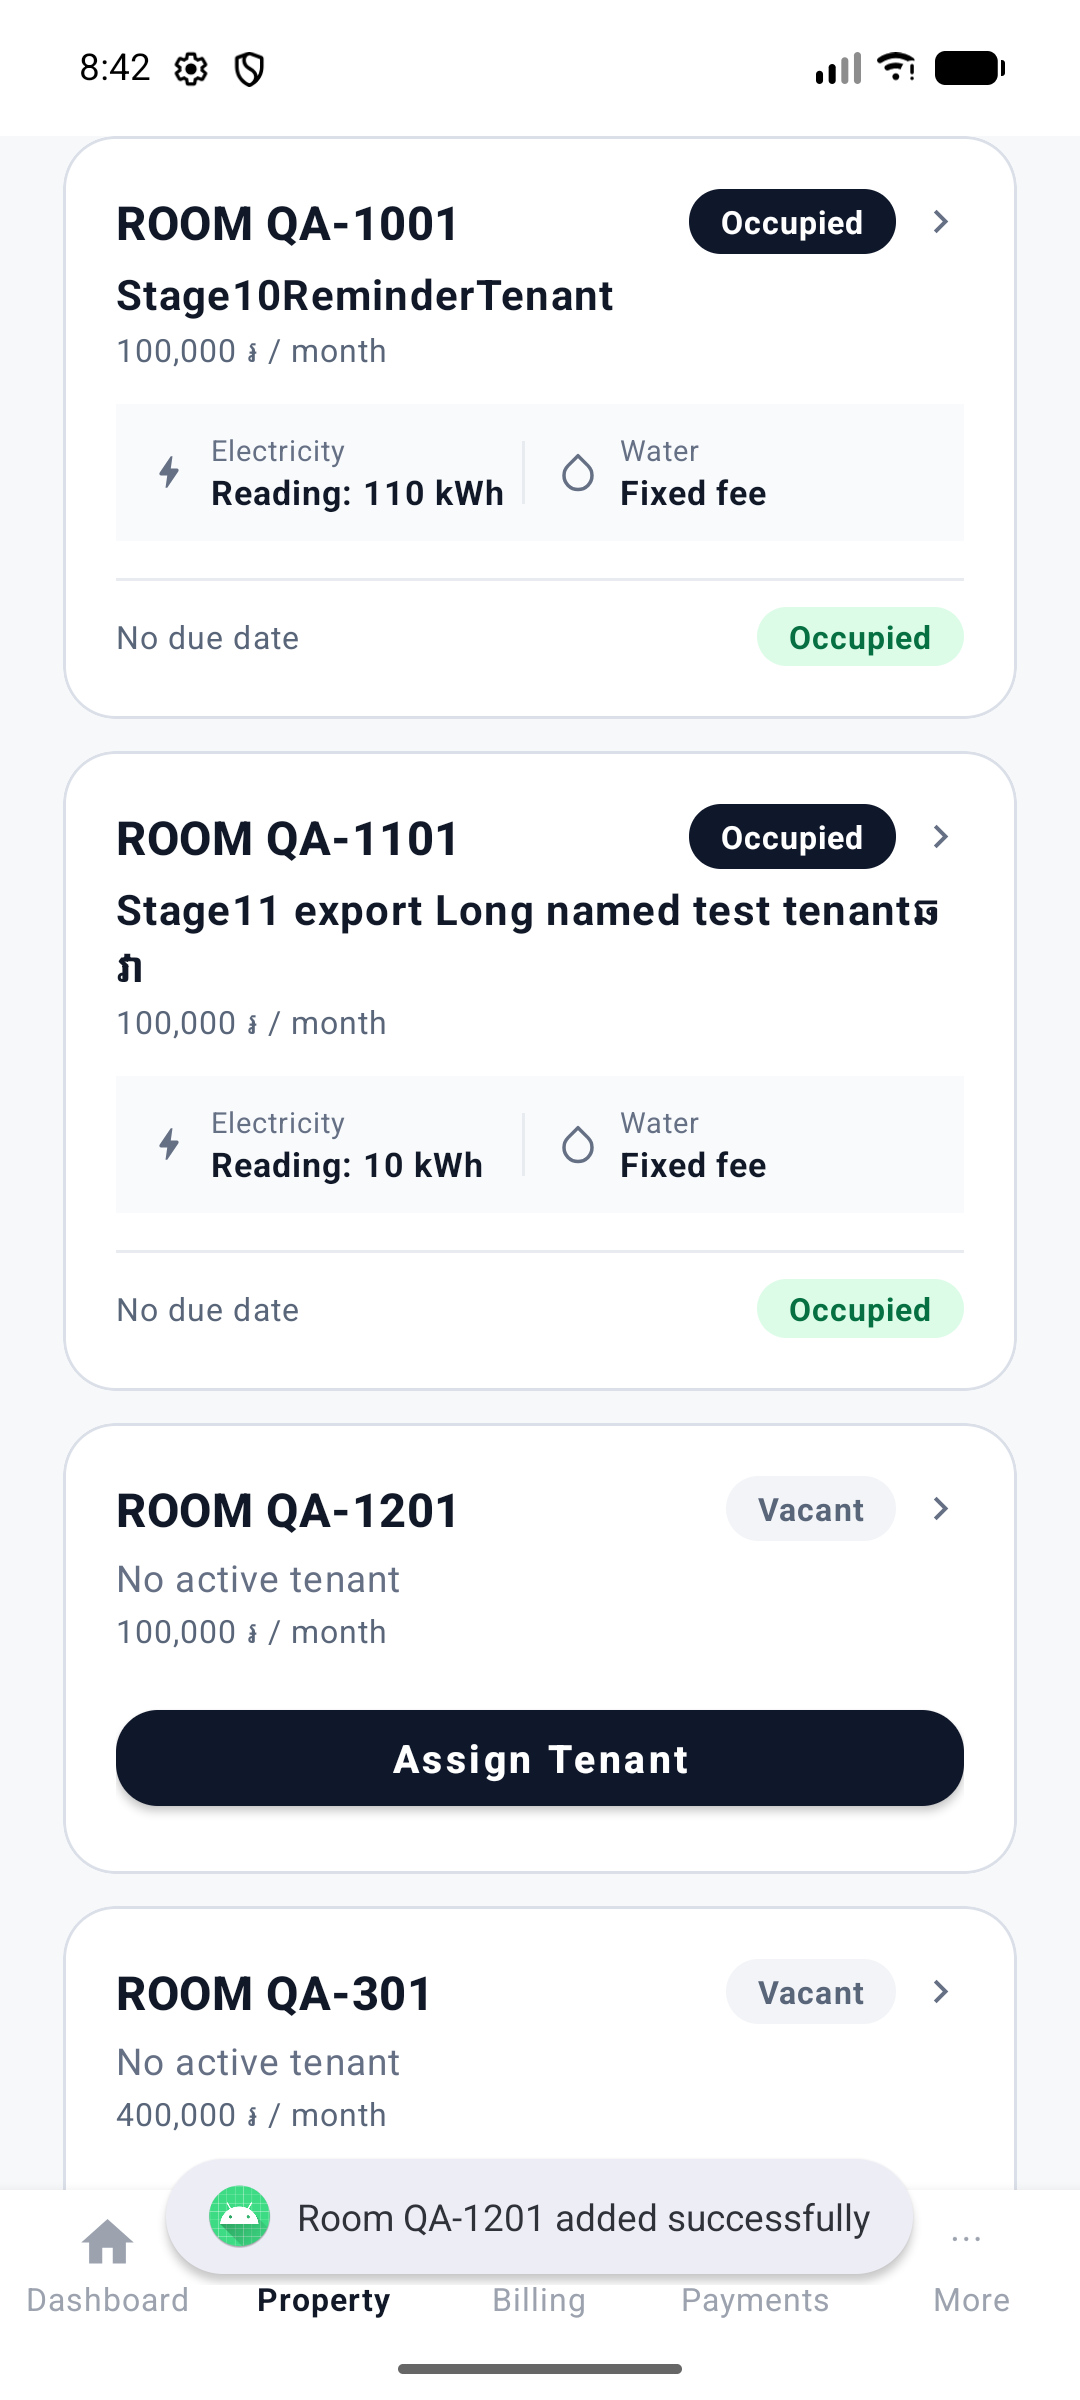 8:42
ROOM QA-1001
Occupied
Stage10ReminderTenant
100,000 ៛ / month
Electricity
Reading: 110 kWh
Water
Fixed fee
No due date
Occupied
ROOM QA-1101
Occupied
Stage11 export Long named test tenantឆ
វា
100,000 ៛ / month
Electricity
Reading: 10 kWh
Water
Fixed fee
No due date
Occupied
ROOM QA-1201
Vacant
No active tenant
100,000 ៛ / month
Assign Tenant
ROOM QA-301
Vacant
No active tenant
400,000 ៛ / month
Room QA-1201 added successfully
Dashboard
Property
Billing
Payments
More